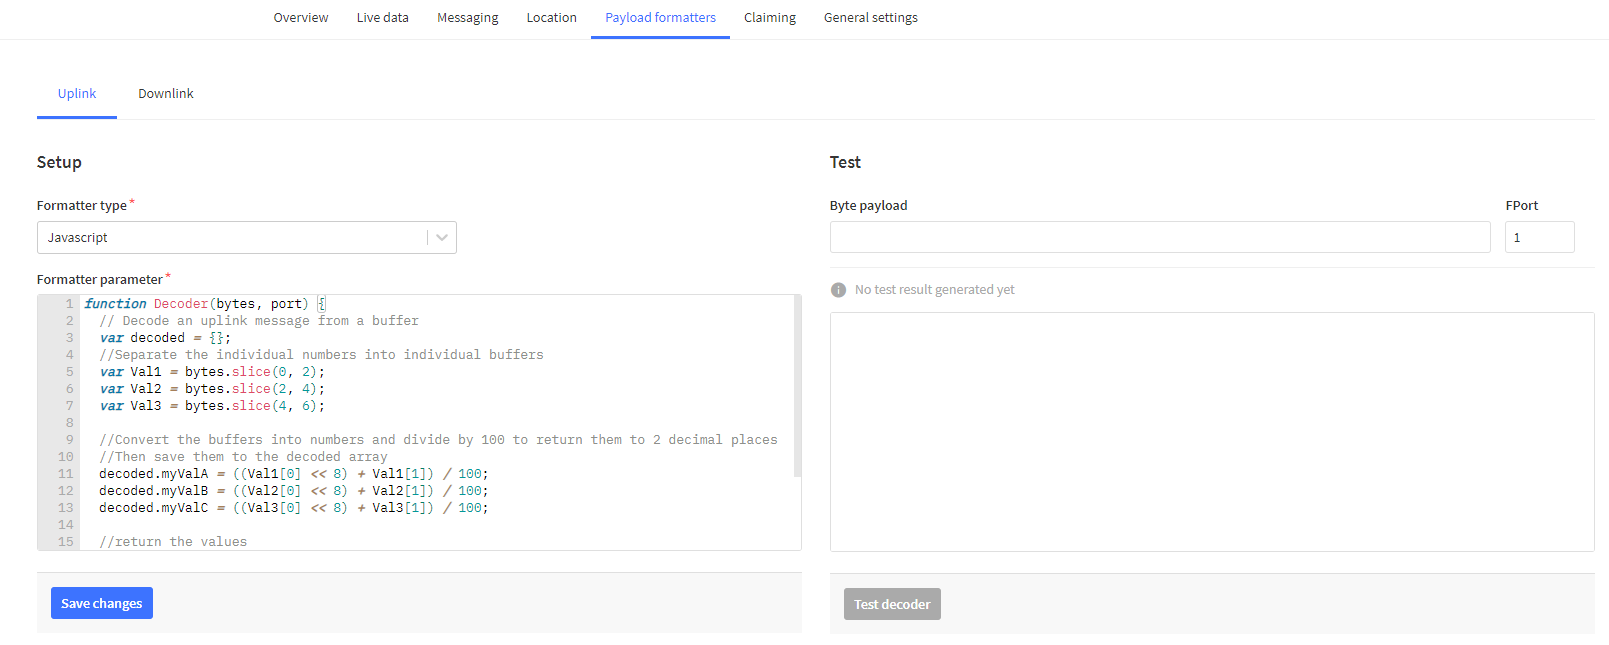 Overview Live data Messaging Location Payload formatters Claiming General settings
Uplink Downlink
Setup
Formatter type*
Javascript
Formatter parameter*
1 function Decoder(bytes, port) {
2   // Decode an uplink message from a buffer
3   var decoded = {};
4   //Separate the individual numbers into individual buffers
5   var Val1 = bytes.slice(0, 2);
6   var Val2 = bytes.slice(2, 4);
7   var Val3 = bytes.slice(4, 6);
8
9   //Convert the buffers into numbers and divide by 100 to return them to 2 decimal places
10   //Then save them to the decoded array
11   decoded.myValA = ((Val1[0] << 8) + Val1[1]) / 100;
12   decoded.myValB = ((Val2[0] << 8) + Val2[1]) / 100;
13   decoded.myValC = ((Val3[0] << 8) + Val3[1]) / 100;
14
15   //return the values
Save changes
Test
Byte payload FPort
1
No test result generated yet
Test decoder